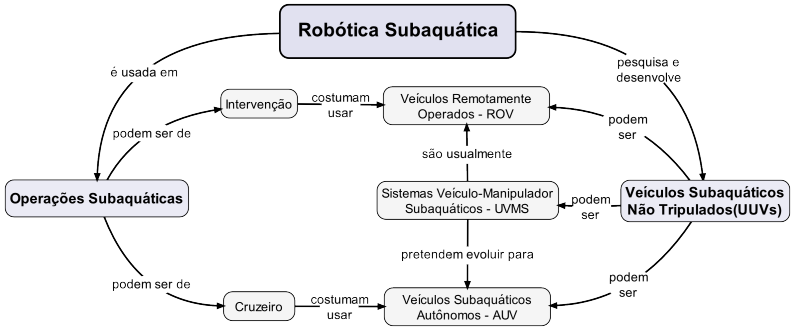 Robótica Subaquática
é usada em
pesquisa e
desenvolve
Intervenção
costumam
usar
Veículos Remotamente
Operados - ROV
podem ser de
podem
ser
são usualmente
Operações Subaquáticas
Sistemas Veículo-Manipulador
Subaquáticos - UVMS
podem
ser
Veículos Subaquáticos
Não Tripulados(UUVs)
pretendem evoluir para
podem ser de
podem
ser
Cruzeiro
costumam
usar
Veículos Subaquáticos
Autônomos - AUV